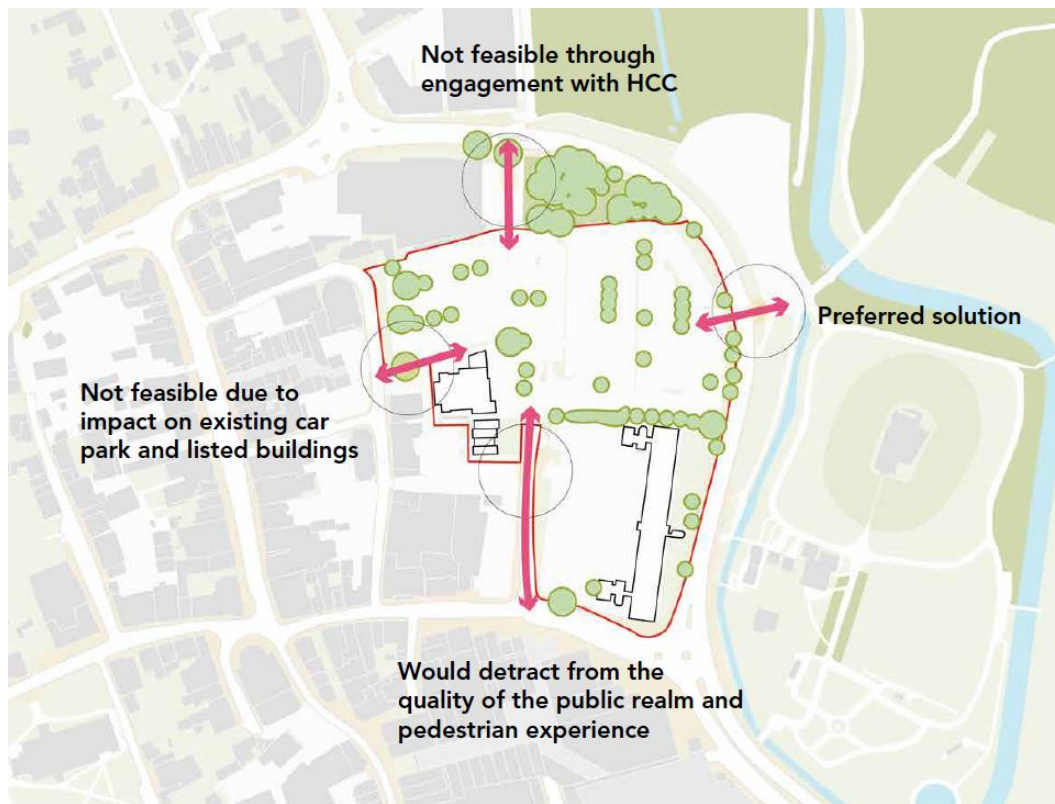 Not feasible through
engagement with HCC
Preferred solution
Not feasible due to
impact on existing car
park and listed buildings
Would detract from the
quality of the public realm and
pedestrian experience